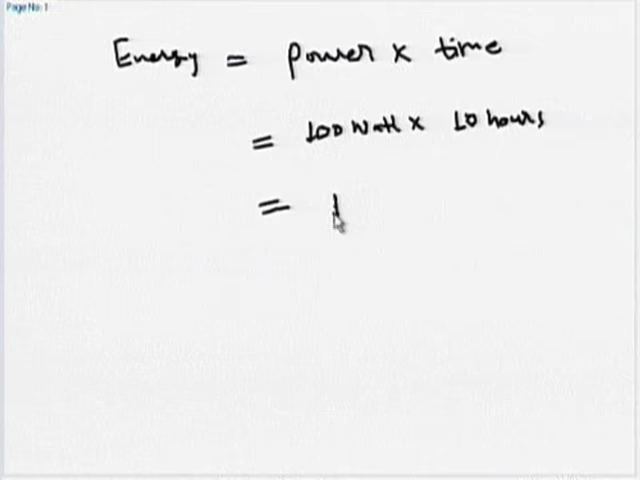 Page No: 1
Energy = power × time
= 100 Watt × 10 hours
= 1